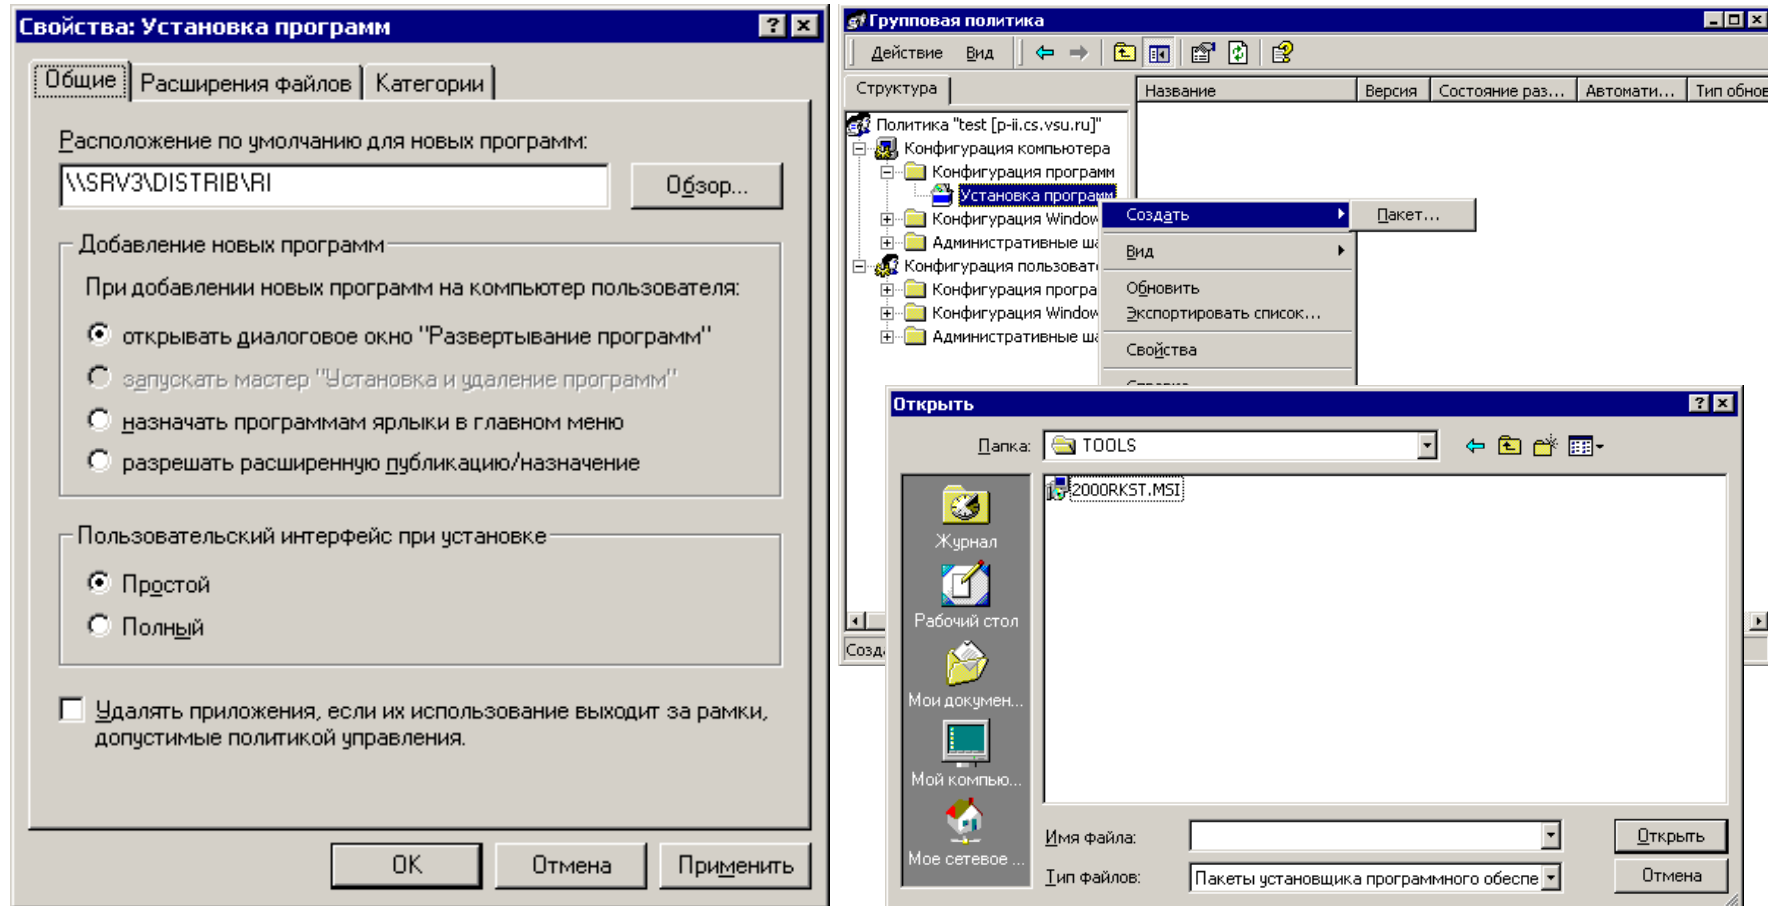 Свойства: Установка программ
Общие
Расширения файлов
Категории
Расположение по умолчанию для новых программ:
\\SRV3\DISTRIB\RI
Обзор...
Добавление новых программ
При добавлении новых программ на компьютер пользователя:
открывать диалоговое окно "Развертывание программ"
запускать мастер "Установка и удаление программ"
назначать программам ярлыки в главном меню
разрешать расширенную публикацию/назначение
Пользовательский интерфейс при установке
Простой
Полный
Удалять приложения, если их использование выходит за рамки,
допустимые политикой управления.
OK
Отмена
Применить
Групповая политика
Действие
Вид
Структура
Название
Версия
Состояние раз...
Автомати...
Тип обнов
Политика "test [p-ii.cs.vsu.ru]"
Конфигурация компьютера
Конфигурация программ
Установка программ
Конфигурация Window
Административные ша
Конфигурация пользовате
Конфигурация програ
Конфигурация Window
Административные ша
Создать
Пакет...
Вид
Обновить
Экспортировать список...
Свойства
Созда
Открыть
Папка:
TOOLS
2000RKST.MSI
Журнал
Рабочий стол
Мои докумен...
Мой компью...
Мое сетевое ...
Имя файла:
Открыть
Тип файлов:
Пакеты установщика программного обеспе
Отмена